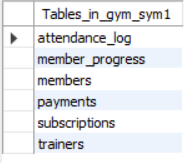 Tables_in_gym_sym1
attendance_log
member_progress
members
payments
subscriptions
trainers